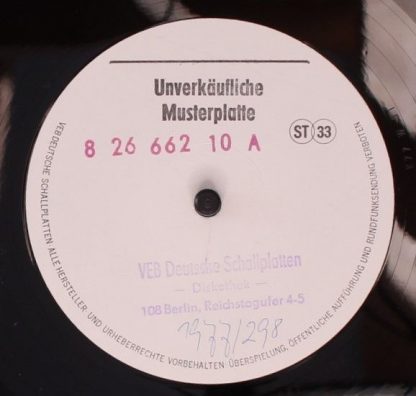 Unverkäufliche
Musterplatte
8 26 662 10 A
ST 33
VEB Deutsche Schallplatten
— Diskothek —
108 Berlin, Reichstagufer 4-5
1977/298
VEB DEUTSCHE SCHALLPLATTEN. ALLE HERSTELLER- UND URHEBERRECHTE VORBEHALTEN. ÜBERSPIELUNG, ÖFFENTLICHE AUFFÜHRUNG UND RUNDFUNKSENDUNG VERBOTEN